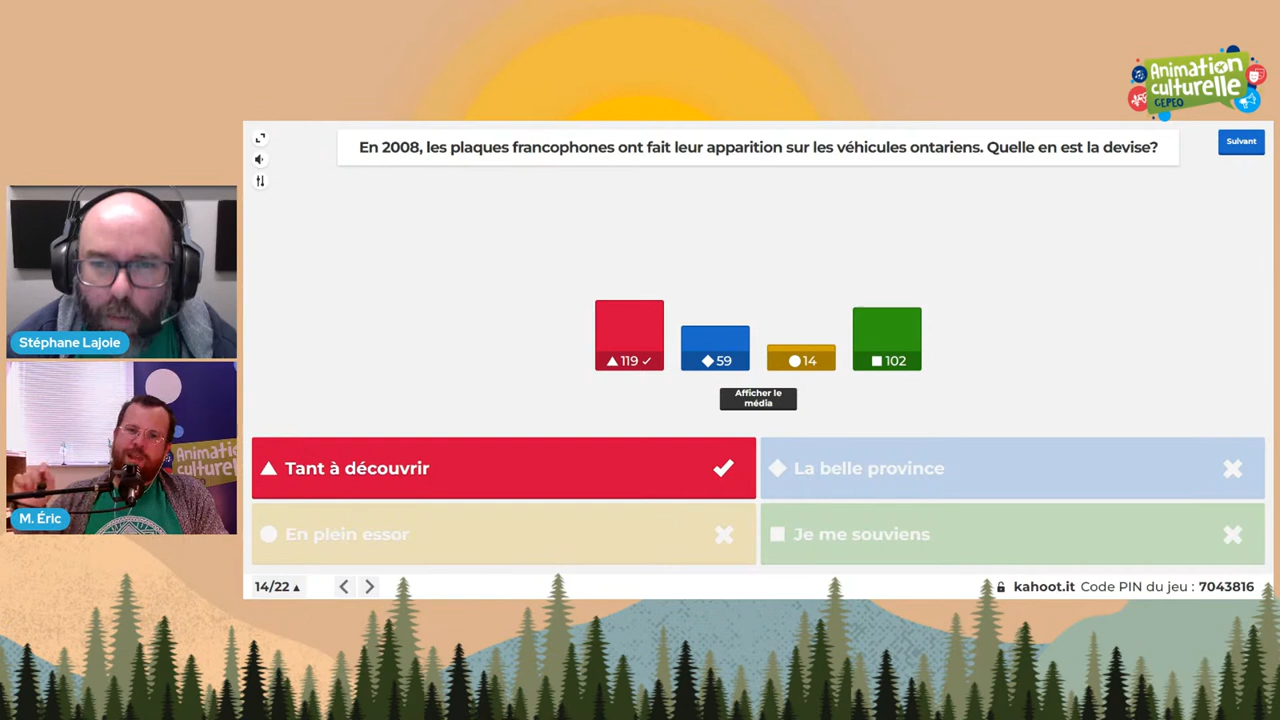 Animation
culturelle
CEPEO
En 2008, les plaques francophones ont fait leur apparition sur les véhicules ontariens. Quelle en est la devise?
Suivant
Stéphane Lajoie
119
59
14
102
Afficher le
média
Animation
culturelle
M. Éric
Tant à découvrir
La belle province
En plein essor
Je me souviens
14/22
kahoot.it Code PIN du jeu : 7043816